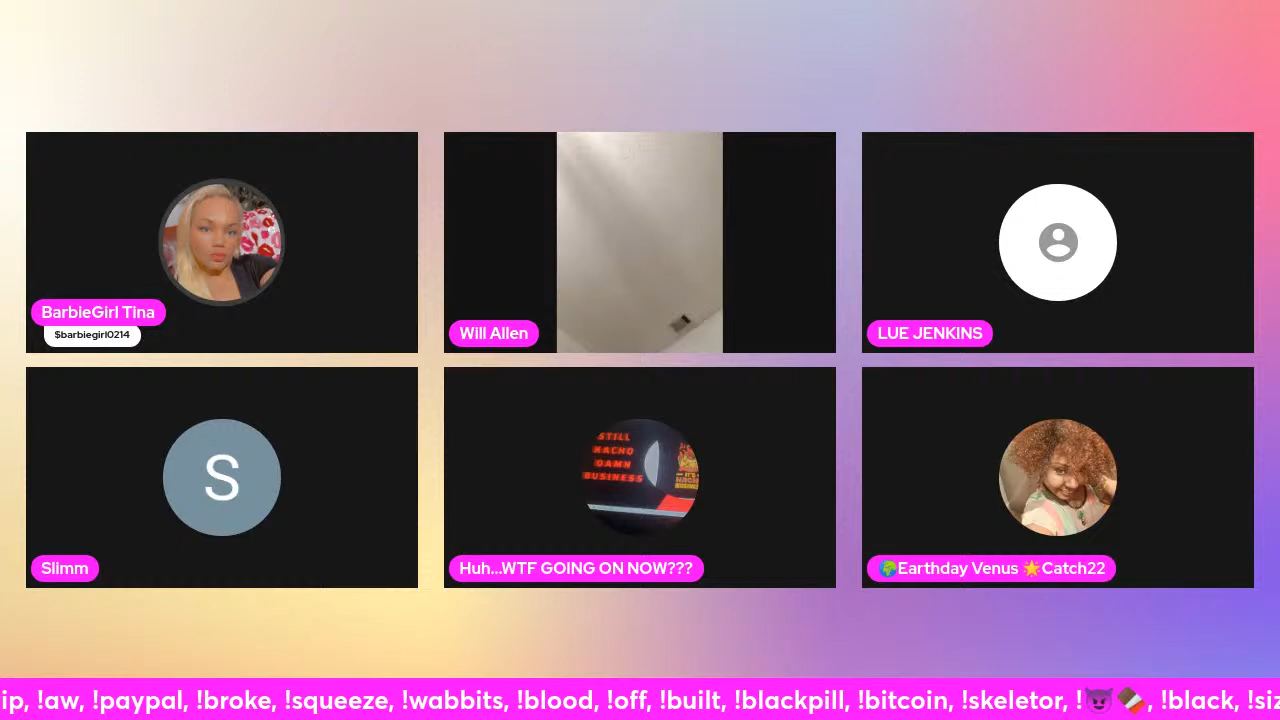 BarbieGirl Tina
$barbiegirl0214
Will Allen
LUE JENKINS
S
Slimm
STILL
NACHO
DAMN
BUSINESS
Huh...WTF GOING ON NOW???
🌍Earthday Venus 🌟Catch22
ip, !aw, !paypal, !broke, !squeeze, !wabbits, !blood, !off, !built, !blackpill, !bitcoin, !skeletor, !😈🍫, !black, !siz